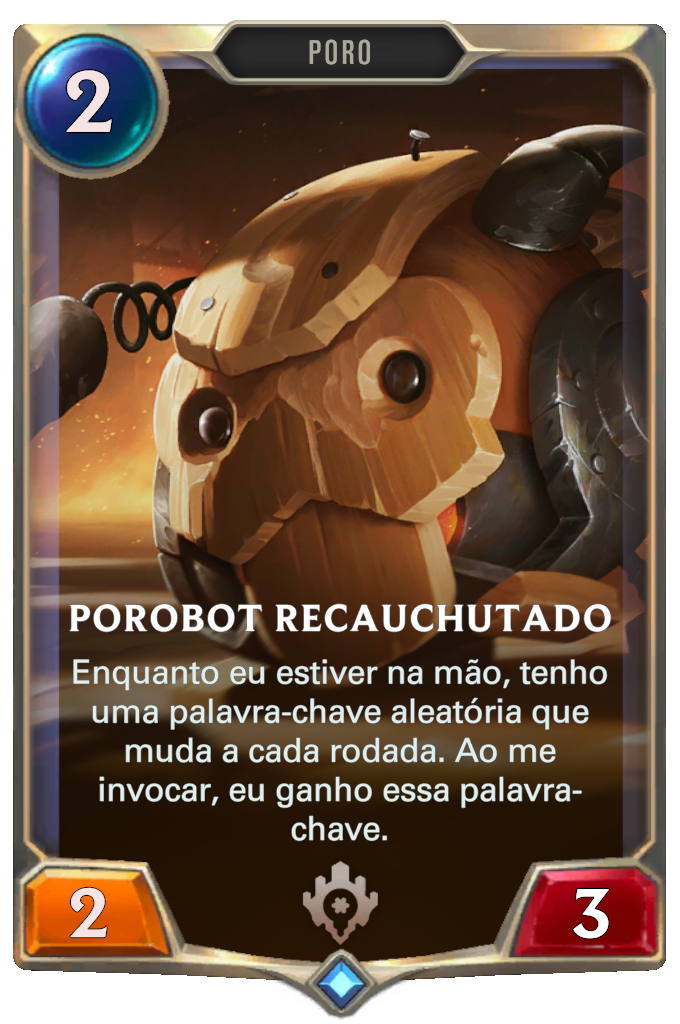 PORO
2
POROBOT RECAUCHUTADO
Enquanto eu estiver na mão, tenho
uma palavra-chave aleatória que
muda a cada rodada. Ao me
invocar, eu ganho essa palavra-
chave.
2
3